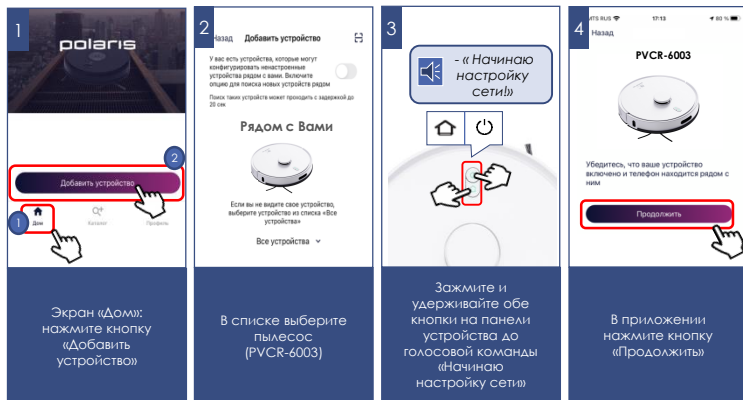 1
polaris
2
Добавить устройство
1
Дом
Каталог
Профиль
Экран «Дом»:
нажмите кнопку
«Добавить
устройство»
2
Назад
Добавить устройство
У вас есть устройства, которые могут
конфигурировать ненастроенные
устройства рядом с вами. Включите
опцию для поиска новых устройств рядом
Поиск таких устройств может проходить с задержкой до
20 сек
Рядом с Вами
Если вы не видите свое устройство,
выберите устройство из списка «Все
устройства»
Все устройства
В списке выберите
пылесос
(PVCR-6003)
3
- « Начинаю
настройку
сети!»
Зажмите и
удерживайте обе
кнопки на панели
устройства до
голосовой команды
«Начинаю
настройку сети»
4
MTS RUS 17:13 80 %
Назад
PVCR-6003
Убедитесь, что ваше устройство
включено и телефон находится рядом с
ним
Продолжить
В приложении
нажмите кнопку
«Продолжить»